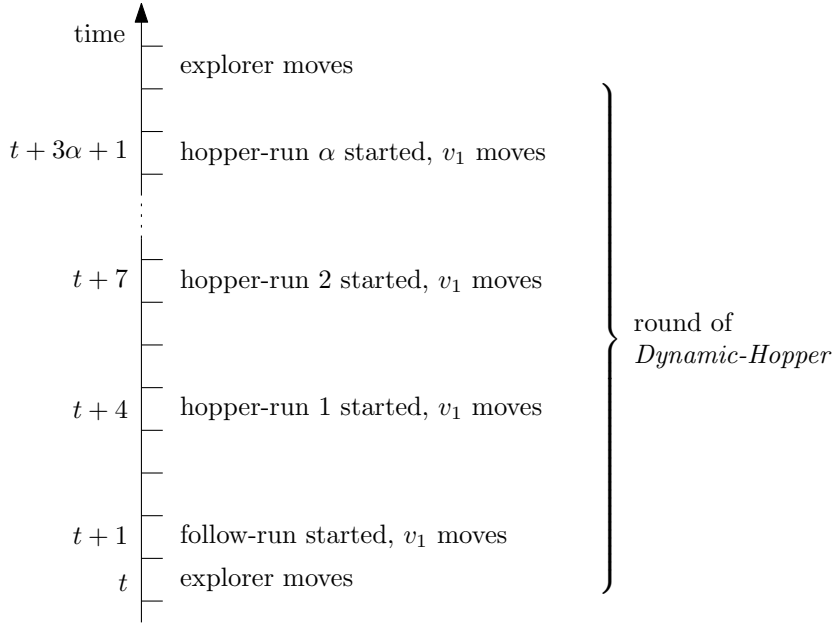 time
explorer moves
t + 3α + 1 hopper-run α started, v₁ moves
t + 7 hopper-run 2 started, v₁ moves
round of
Dynamic-Hopper
t + 4 hopper-run 1 started, v₁ moves
t + 1 follow-run started, v₁ moves
t explorer moves